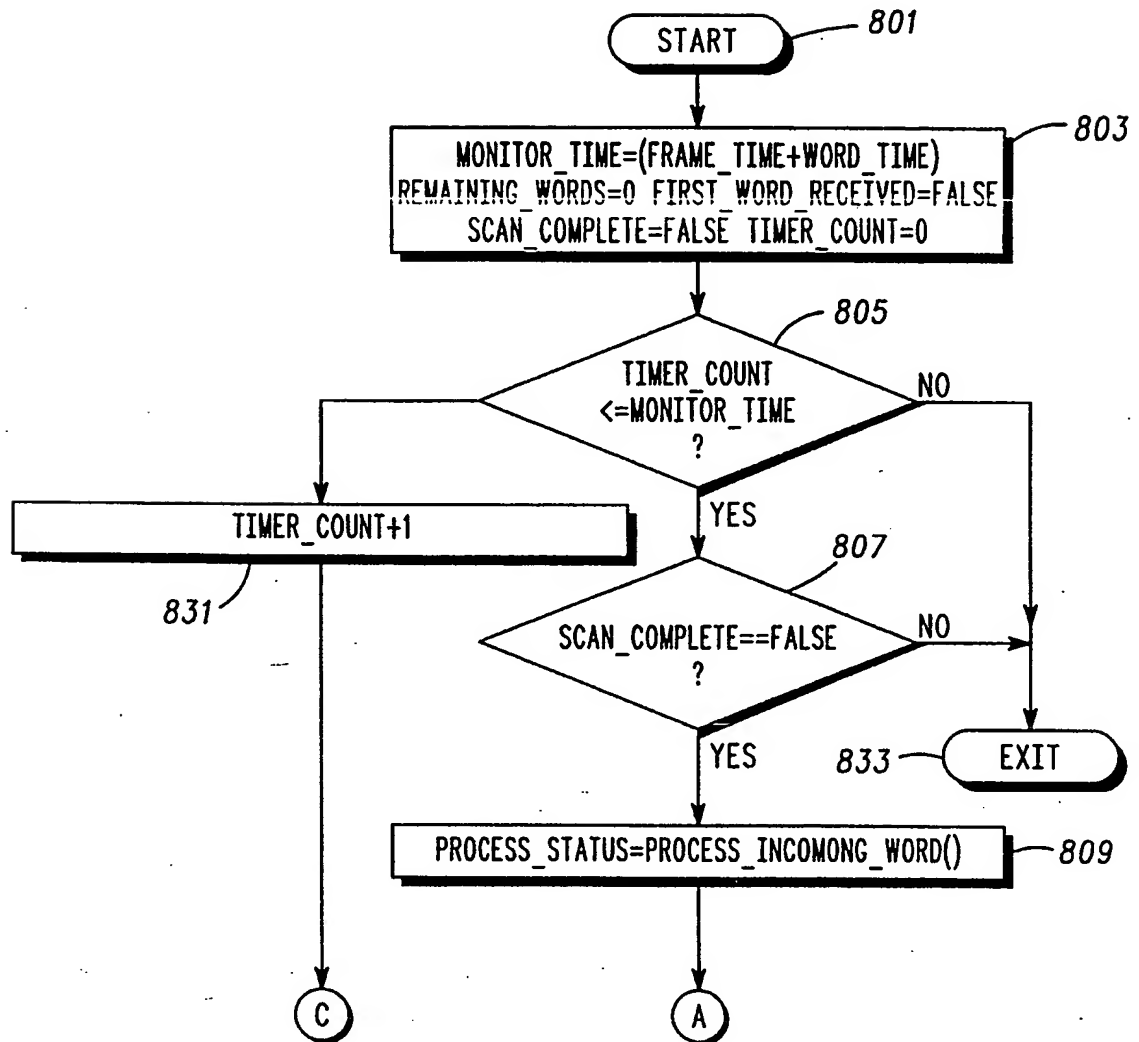 START
801
MONITOR_TIME=(FRAME_TIME+WORD_TIME)
REMAINING_WORDS=0 FIRST_WORD_RECEIVED=FALSE
SCAN_COMPLETE=FALSE TIMER_COUNT=0
803
805
TIMER_COUNT
<=MONITOR_TIME
?
NO
YES
TIMER_COUNT+1
831
807
SCAN_COMPLETE==FALSE
?
NO
YES
833
EXIT
PROCESS_STATUS=PROCESS_INCOMONG_WORD()
809
C
A